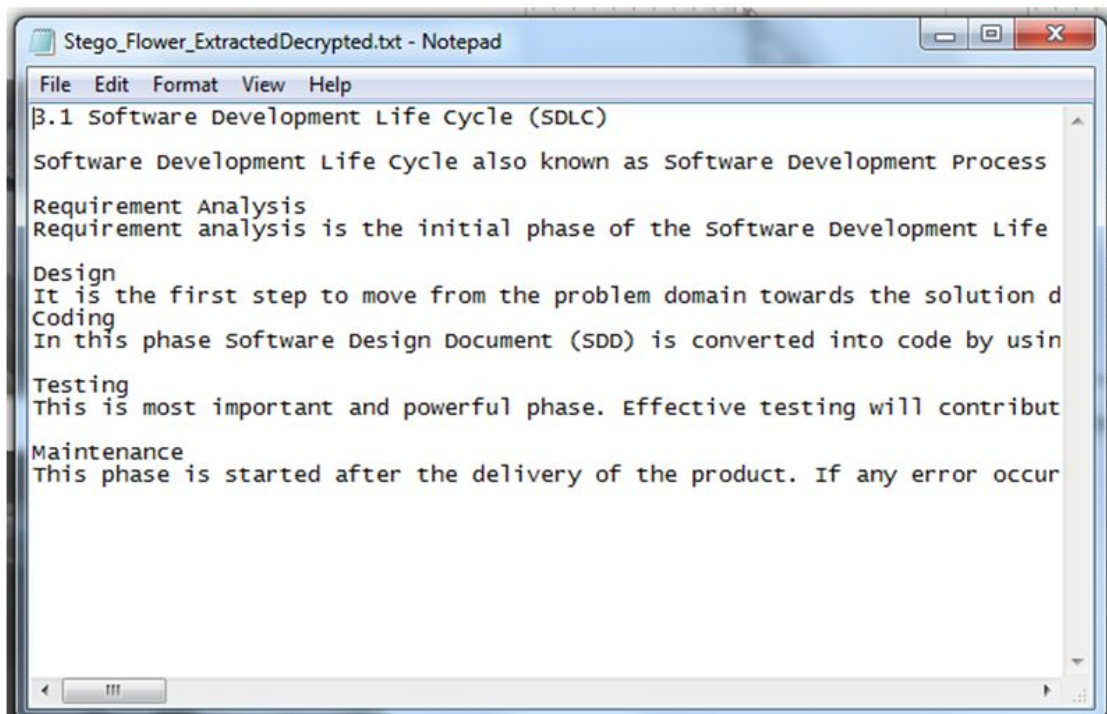 Stego_Flower_ExtractedDecrypted.txt - Notepad
File Edit Format View Help
3.1 Software Development Life Cycle (SDLC)
Software Development Life Cycle also known as Software Development Process
Requirement Analysis
Requirement analysis is the initial phase of the Software Development Life
Design
It is the first step to move from the problem domain towards the solution d
Coding
In this phase Software Design Document (SDD) is converted into code by usin
Testing
This is most important and powerful phase. Effective testing will contribut
Maintenance
This phase is started after the delivery of the product. If any error occur